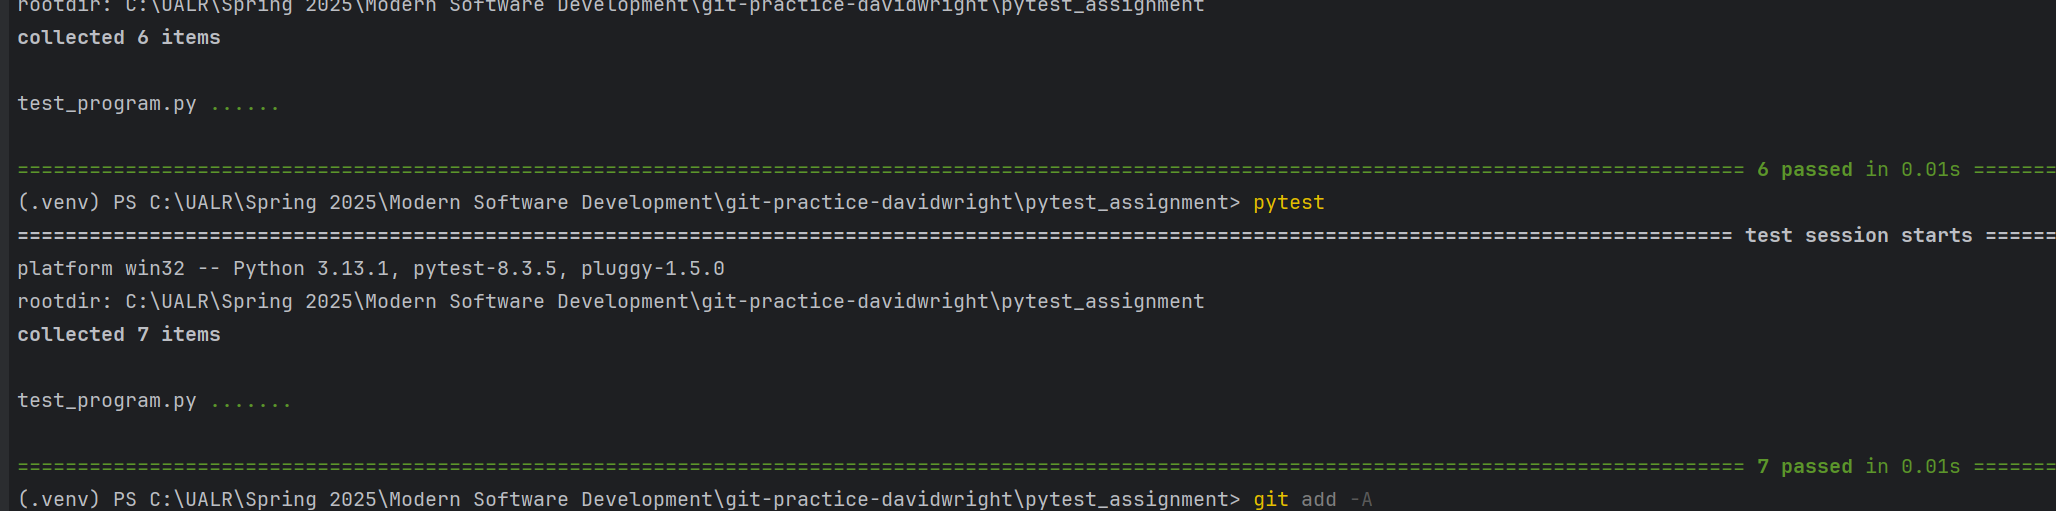 rootdir: C:\UALR\Spring 2025\Modern Software Development\git-practice-davidwright\pytest_assignment
collected 6 items
test_program.py ......
================================================================================================================================================ 6 passed in 0.01s =======
(.venv) PS C:\UALR\Spring 2025\Modern Software Development\git-practice-davidwright\pytest_assignment> pytest
=============================================================================================================================================== test session starts ======
platform win32 -- Python 3.13.1, pytest-8.3.5, pluggy-1.5.0
rootdir: C:\UALR\Spring 2025\Modern Software Development\git-practice-davidwright\pytest_assignment
collected 7 items
test_program.py .......
================================================================================================================================================ 7 passed in 0.01s =======
(.venv) PS C:\UALR\Spring 2025\Modern Software Development\git-practice-davidwright\pytest_assignment> git add -A